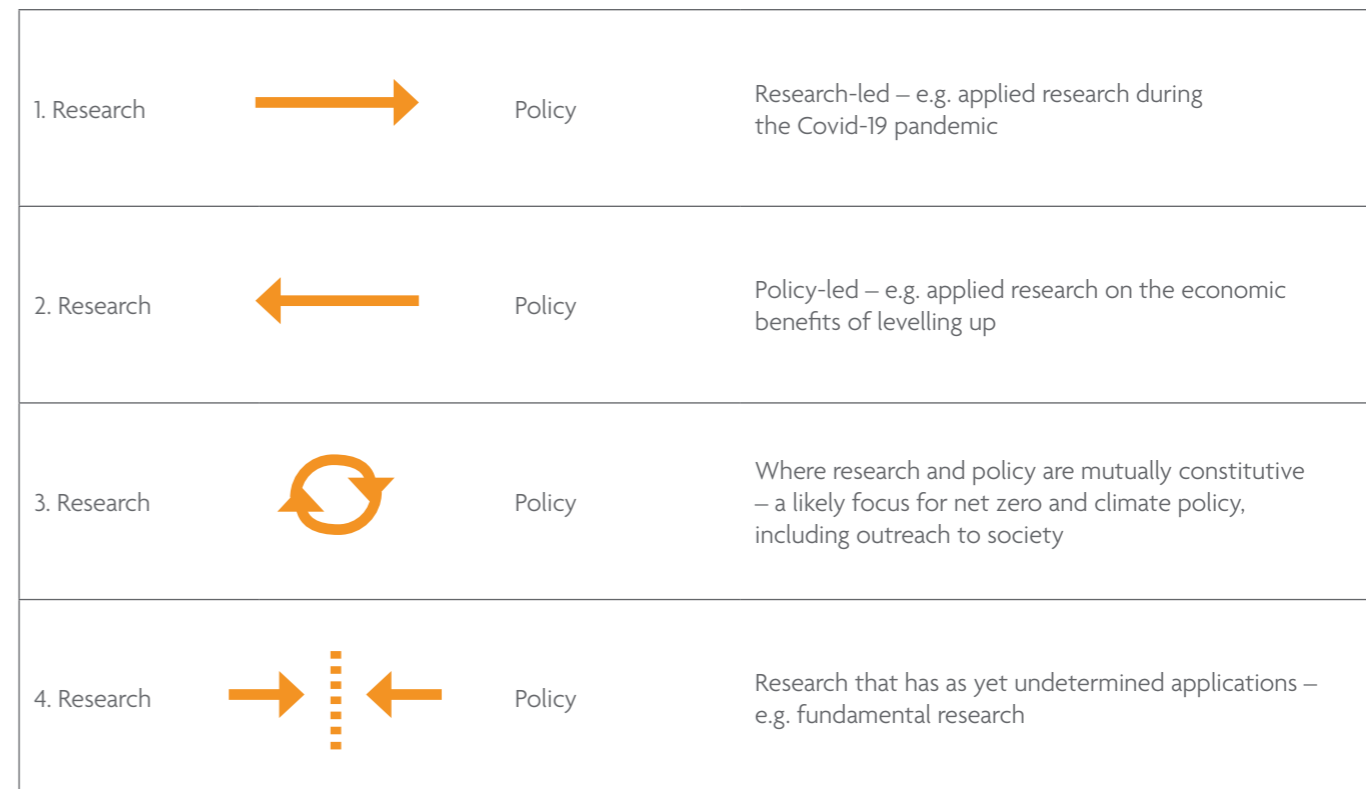 1. Research
Policy
Research-led – e.g. applied research during
the Covid-19 pandemic
2. Research
Policy
Policy-led – e.g. applied research on the economic
benefits of levelling up
3. Research
Policy
Where research and policy are mutually constitutive
– a likely focus for net zero and climate policy,
including outreach to society
4. Research
Policy
Research that has as yet undetermined applications –
e.g. fundamental research